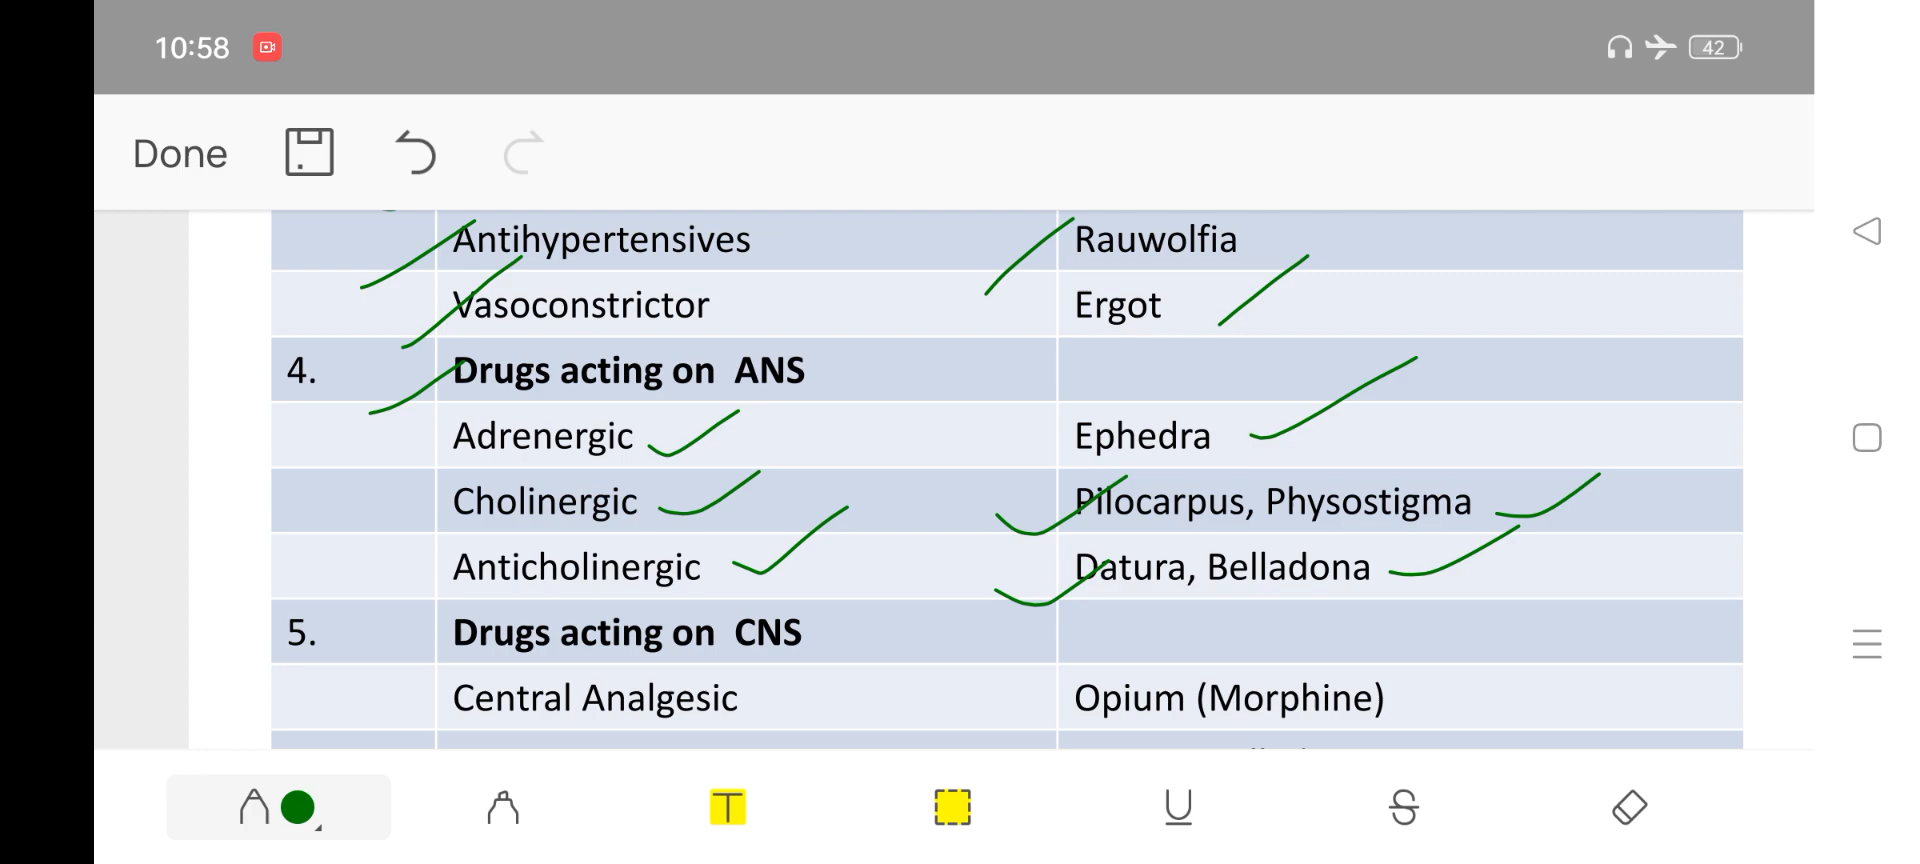 10:58
42
Done
Antihypertensives Rauwolfia
Vasoconstrictor Ergot
4. Drugs acting on ANS
Adrenergic Ephedra
Cholinergic Pilocarpus, Physostigma
Anticholinergic Datura, Belladona
5. Drugs acting on CNS
Central Analgesic Opium (Morphine)
T U S